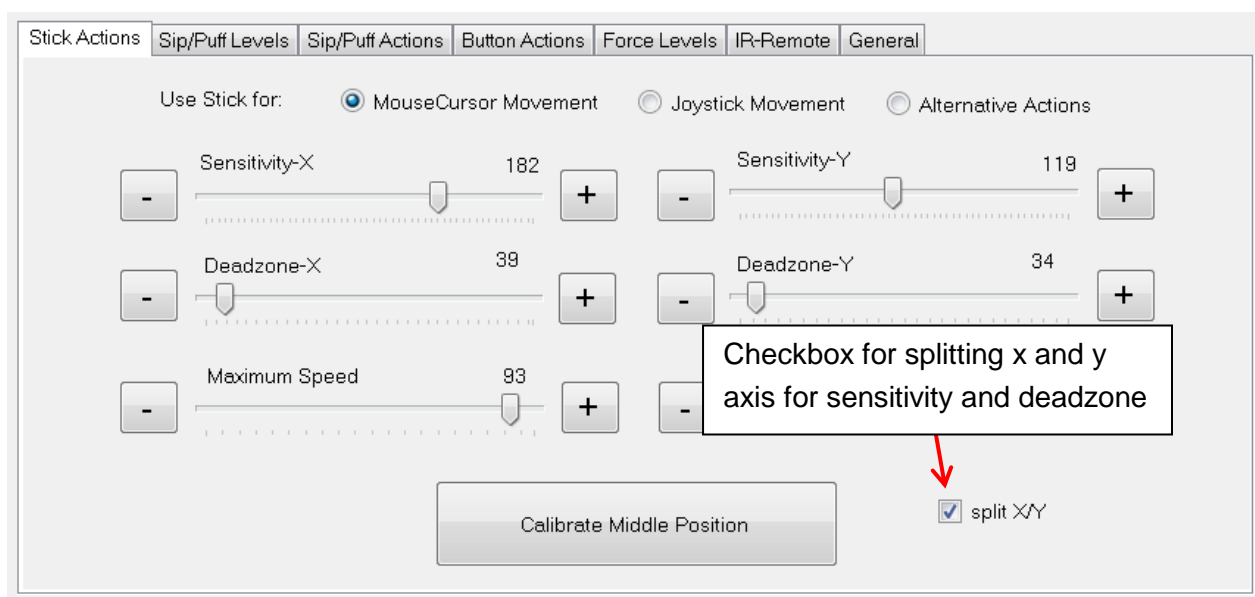 Stick Actions Sip/Puff Levels Sip/Puff Actions Button Actions Force Levels IR-Remote General
Use Stick for: MouseCursor Movement Joystick Movement Alternative Actions
Sensitivity-X 182 Sensitivity-Y 119
- + - +
Deadzone-X 39 Deadzone-Y 34
- + - +
Checkbox for splitting x and y
axis for sensitivity and deadzone
Maximum Speed 93
- + -
Calibrate Middle Position split X/Y